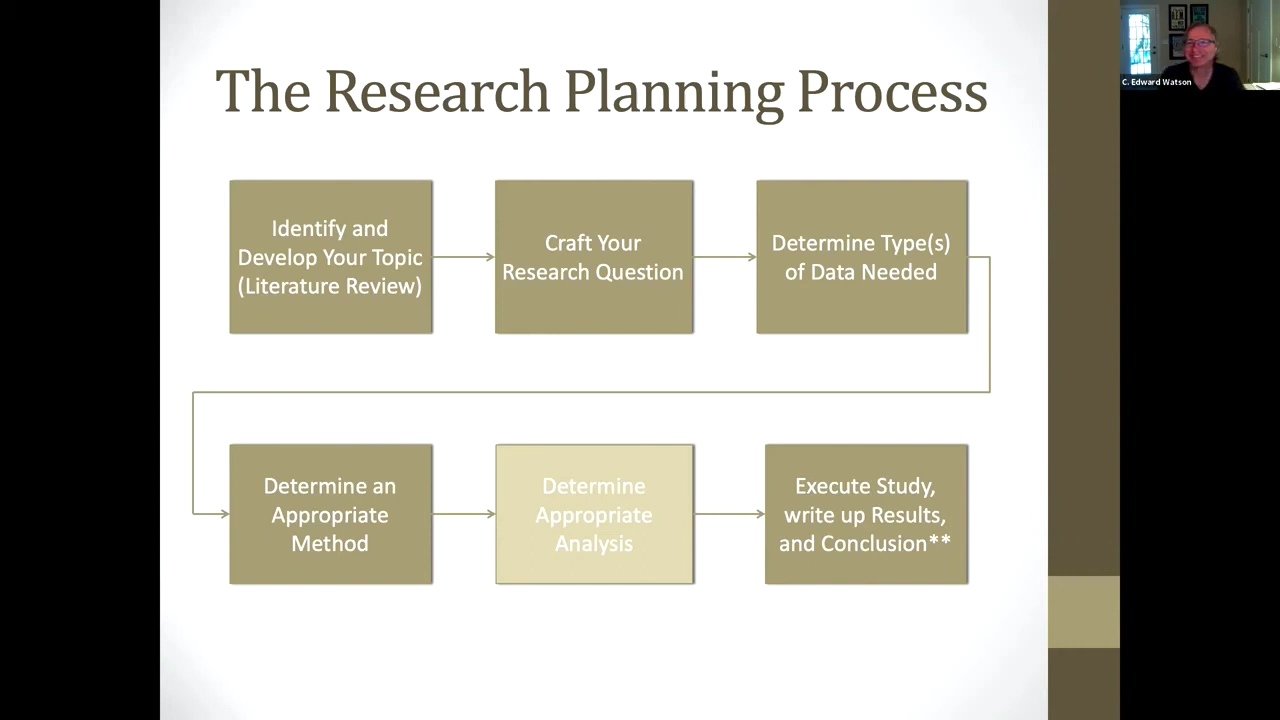 The Research Planning Process
C. Edward Watson
Identify and
Develop Your Topic
(Literature Review)
Craft Your
Research Question
Determine Type(s)
of Data Needed
Determine an
Appropriate
Method
Determine
Appropriate
Analysis
Execute Study,
write up Results,
and Conclusion**